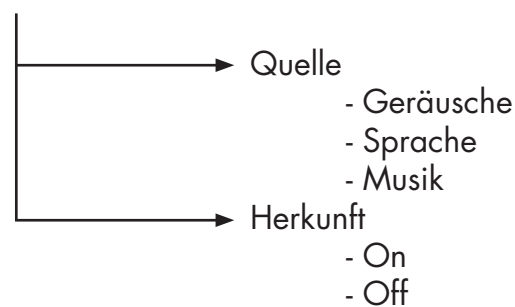 Quelle
- Geräusche
- Sprache
- Musik
Herkunft
- On
- Off